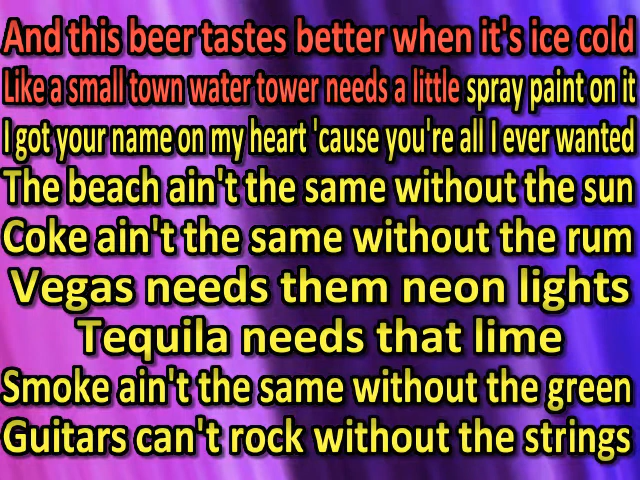 And this beer tastes better when it's ice cold
Like a small town water tower needs a little spray paint on it
I got your name on my heart 'cause you're all I ever wanted
The beach ain't the same without the sun
Coke ain't the same without the rum
Vegas needs them neon lights
Tequila needs that lime
Smoke ain't the same without the green
Guitars can't rock without the strings